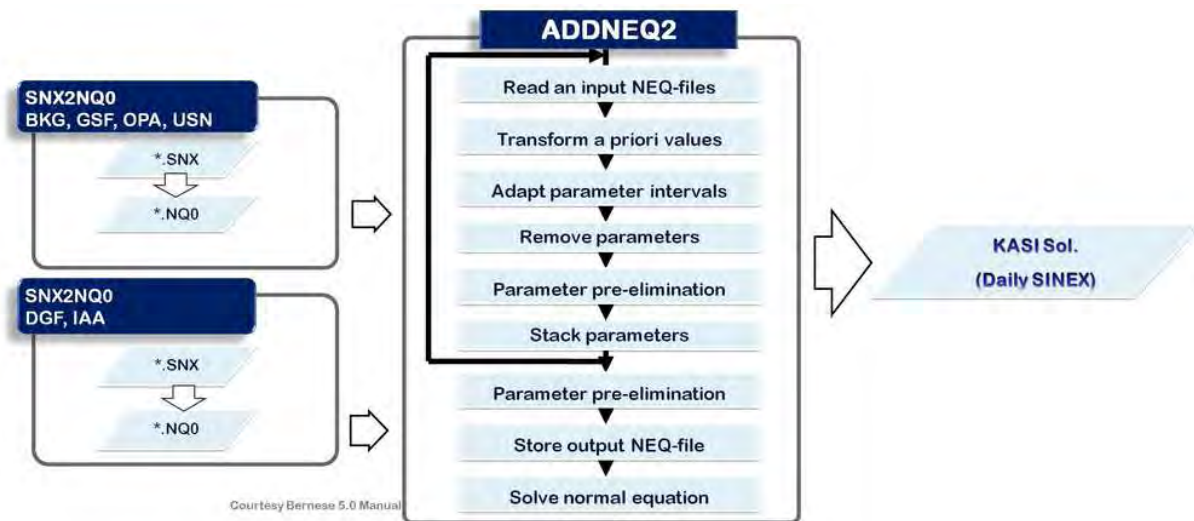 SNX2NQ0
BKG, GSF, OPA, USN
*.SNX
*.NQ0
SNX2NQ0
DGF, IAA
*.SNX
*.NQ0
Courtesy Bernese 5.0 Manual
ADDNEQ2
Read an input NEQ-files
Transform a priori values
Adapt parameter intervals
Remove parameters
Parameter pre-elimination
Stack parameters
Parameter pre-elimination
Store output NEQ-file
Solve normal equation
KASI Sol.
(Daily SINEX)